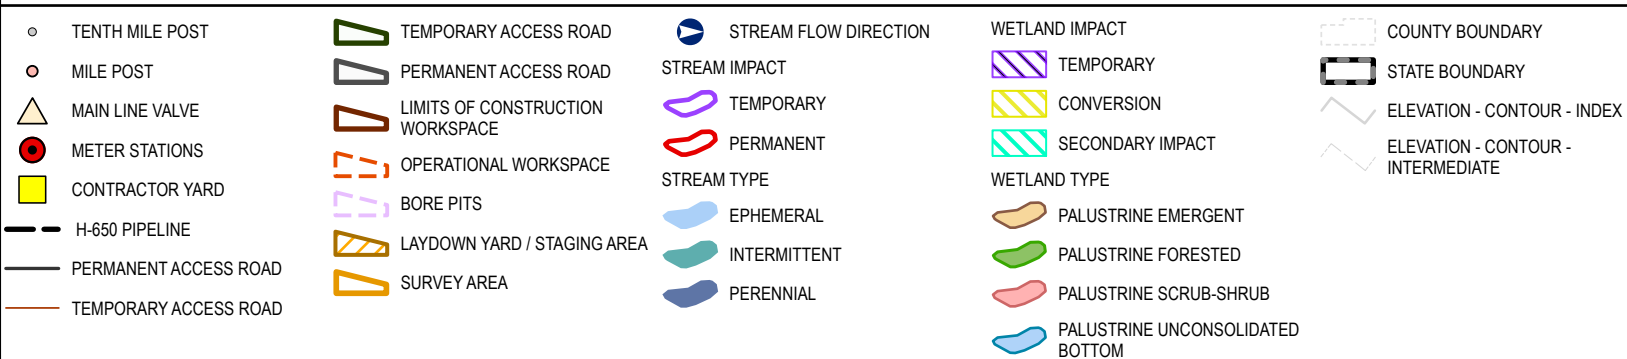 TENTH MILE POST
MILE POST
MAIN LINE VALVE
METER STATIONS
CONTRACTOR YARD
H-650 PIPELINE
PERMANENT ACCESS ROAD
TEMPORARY ACCESS ROAD
TEMPORARY ACCESS ROAD
PERMANENT ACCESS ROAD
LIMITS OF CONSTRUCTION
WORKSPACE
OPERATIONAL WORKSPACE
BORE PITS
LAYDOWN YARD / STAGING AREA
SURVEY AREA
STREAM FLOW DIRECTION
STREAM IMPACT
TEMPORARY
PERMANENT
STREAM TYPE
EPHEMERAL
INTERMITTENT
PERENNIAL
WETLAND IMPACT
TEMPORARY
CONVERSION
SECONDARY IMPACT
WETLAND TYPE
PALUSTRINE EMERGENT
PALUSTRINE FORESTED
PALUSTRINE SCRUB-SHRUB
PALUSTRINE UNCONSOLIDATED
BOTTOM
COUNTY BOUNDARY
STATE BOUNDARY
ELEVATION - CONTOUR - INDEX
ELEVATION - CONTOUR -
INTERMEDIATE